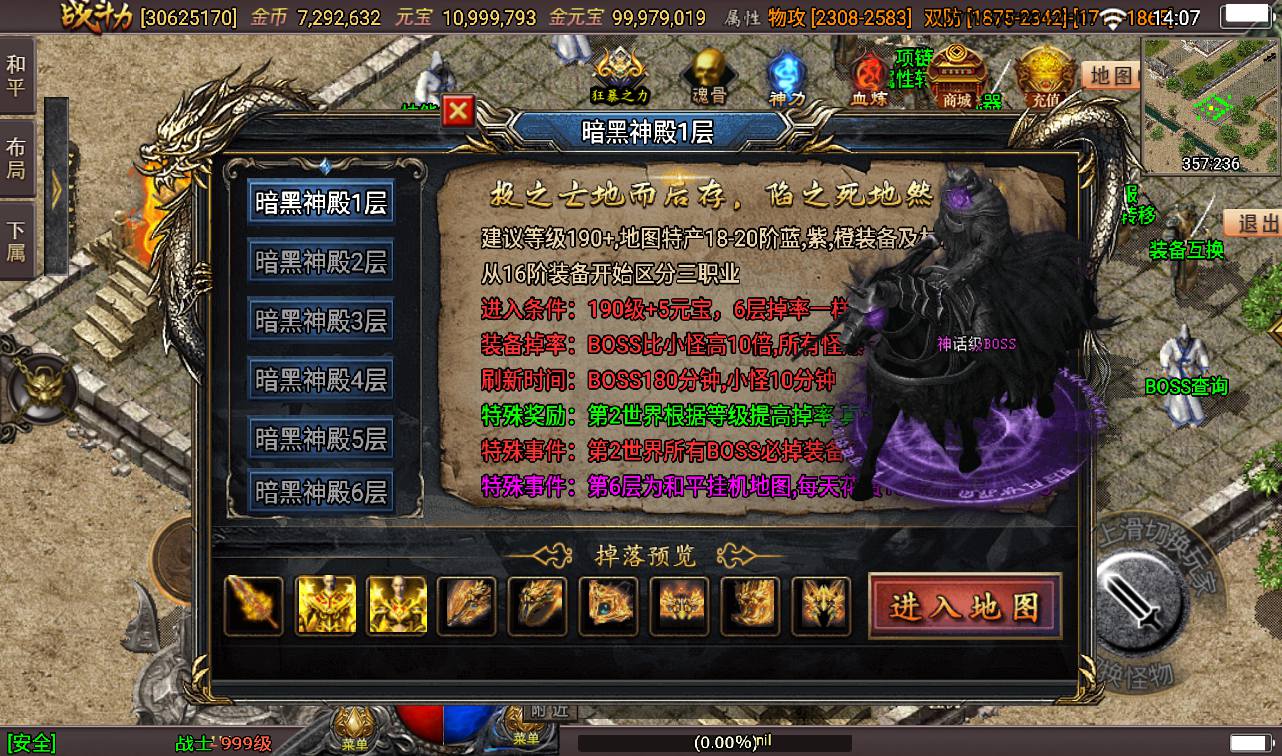 战斗力 [30625170] 金币 7,292,632 元宝 10,999,793 金元宝 99,979,019 属性 物攻 [2308-2583] 双防 14:07
和平
布局
下属
狂暴之力
魂骨
神力
血炼
项链
商城
充值
地图
357:236
退出
转移
装备互换
BOSS查询
暗黑神殿1层
暗黑神殿1层
暗黑神殿2层
暗黑神殿3层
暗黑神殿4层
暗黑神殿5层
暗黑神殿6层
投之亡地而后存，陷之死地然
建议等级190+,地图特产18-20阶蓝,紫,橙装备及
从16阶装备开始区分三职业
进入条件：190级+5元宝，6层掉率一样
装备掉率：BOSS比小怪高10倍,所有怪
刷新时间：BOSS180分钟,小怪10分钟
特殊奖励：第2世界根据等级提高掉率
特殊事件：第2世界所有BOSS必掉装备
特殊事件：第6层为和平挂机地图,每天花
神话级BOSS
掉落预览
进入地图
上滑切换玩家
换怪物
附近
菜单
菜单
[安全]
战士 999级
(0.00%)nil